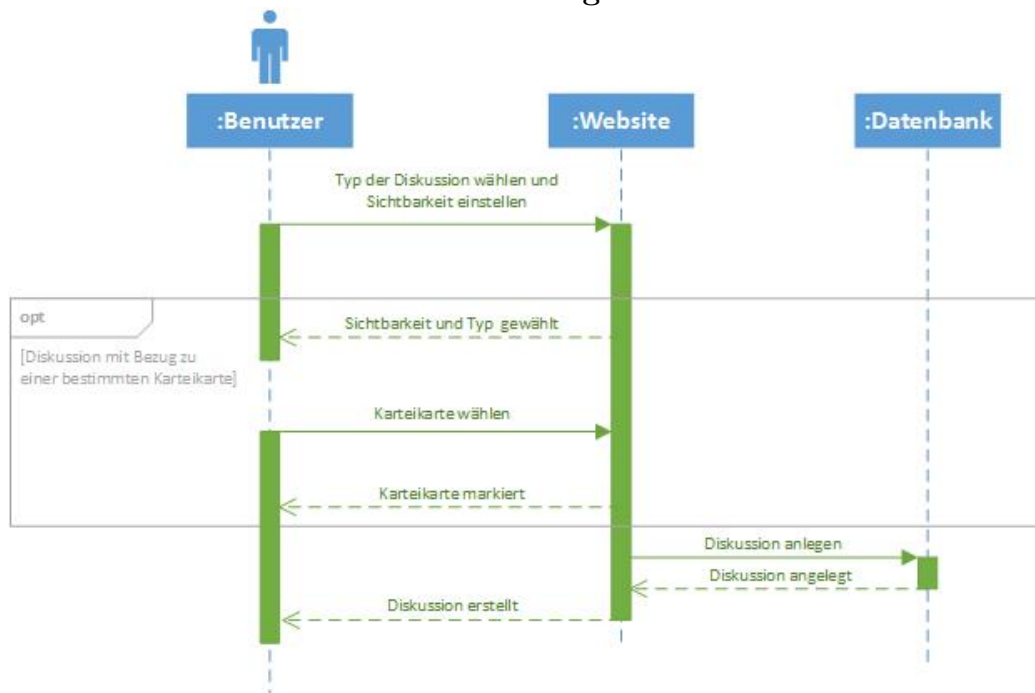 :Benutzer
:Website
:Datenbank
Typ der Diskussion wählen und
Sichtbarkeit einstellen
opt
Sichtbarkeit und Typ gewählt
[Diskussion mit Bezug zu
einer bestimmten Karteikarte]
Karteikarte wählen
Karteikarte markiert
Diskussion anlegen
Diskussion angelegt
Diskussion erstellt